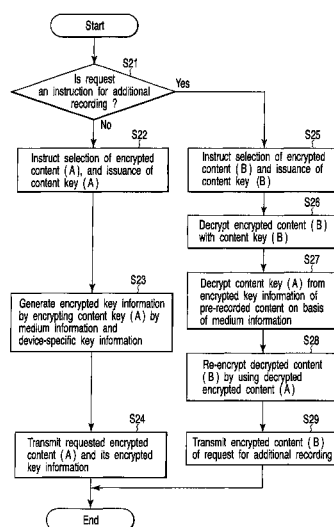 Start
S21
Is request
an instruction for additional
recording ?
Yes
No
S22
Instruct selection of encrypted
content (A), and issuance of
content key (A)
S23
Generate encrypted key information
by encrypting content key (A) by
medium information and
device-specific key information
S24
Transmit requested encrypted
content (A) and its encrypted
key information
S25
Instruct selection of encrypted
content (B) and issuance of
content key (B)
S26
Decrypt encrypted content (B)
with content key (B)
S27
Decrypt content key (A) from
encrypted key information of
pre-recorded content on basis
of medium information
S28
Re-encrypt decrypted content
(B) by using decrypted
encrypted content (A)
S29
Transmit encrypted content (B)
of request for additional recording
End